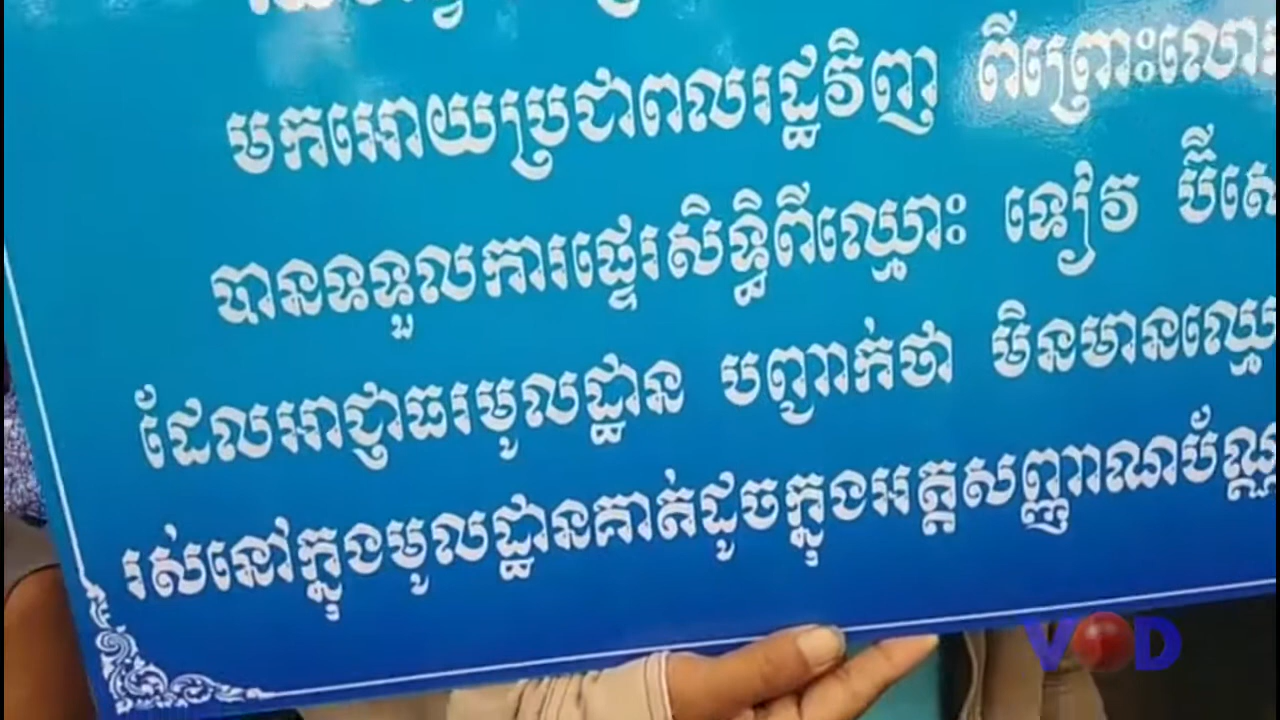 មកអោយប្រជាពលរដ្ឋវិញ ពីព្រោះលោក
បានទទួលការផ្ទេរសិទ្ធិពីឈ្មោះ ទៀវ ប៊ីសេ
ដែលអាជ្ញាធរមូលដ្ឋាន បញ្ជាក់ថា មិនមានឈ្មោ
រស់នៅក្នុងមូលដ្ឋានគាត់ដូចក្នុងអត្តសញ្ញាណប័ណ្ណ
VOD